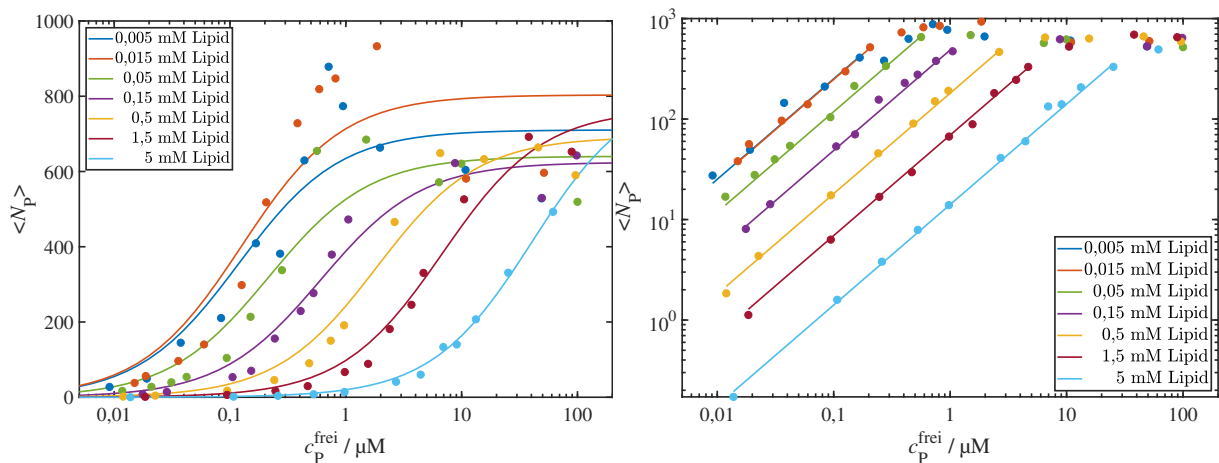 1000
800
600
400
200
0
<N_P>
0,005 mM Lipid
0,015 mM Lipid
0,05 mM Lipid
0,15 mM Lipid
0,5 mM Lipid
1,5 mM Lipid
5 mM Lipid
0,01 0,1 1 10 100
c_P^frei / μM
10^3
10^2
10^1
10^0
<N_P>
0,005 mM Lipid
0,015 mM Lipid
0,05 mM Lipid
0,15 mM Lipid
0,5 mM Lipid
1,5 mM Lipid
5 mM Lipid
0,01 0,1 1 10 100
c_P^frei / μM